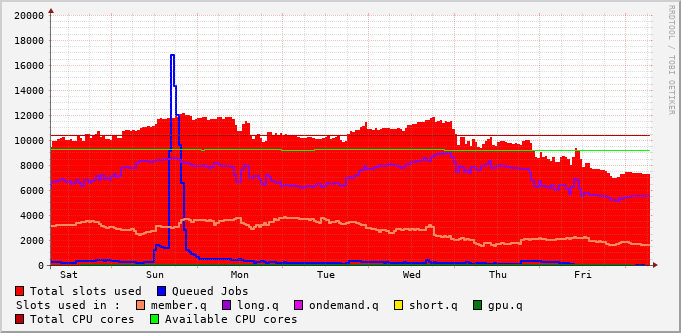 RRDTOOL / TOBI OETIKER
20000
18000
16000
14000
12000
10000
8000
6000
4000
2000
0
Sat Sun Mon Tue Wed Thu Fri
Total slots used Queued Jobs
Slots used in : member.q long.q ondemand.q short.q gpu.q
Total CPU cores Available CPU cores